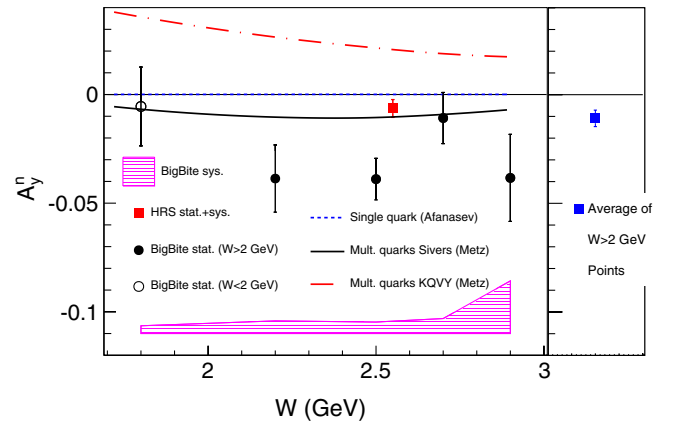 0
-0.05
-0.1
A_y^n
BigBite sys.
HRS stat.+sys.
BigBite stat. (W>2 GeV)
BigBite stat. (W<2 GeV)
Single quark (Afanasev)
Mult. quarks Sivers (Metz)
Mult. quarks KQVY (Metz)
Average of
W>2 GeV
Points
2
2.5
3
W (GeV)